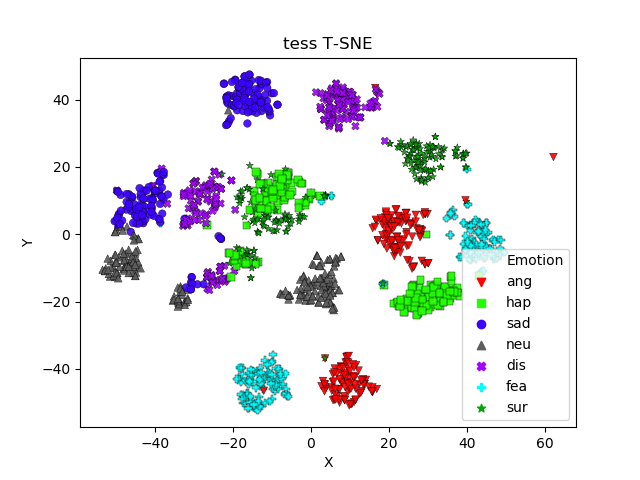 tess T-SNE
Y
40
20
0
−20
−40
−40
−20
0
20
40
60
X
Emotion
ang
hap
sad
neu
dis
fea
sur